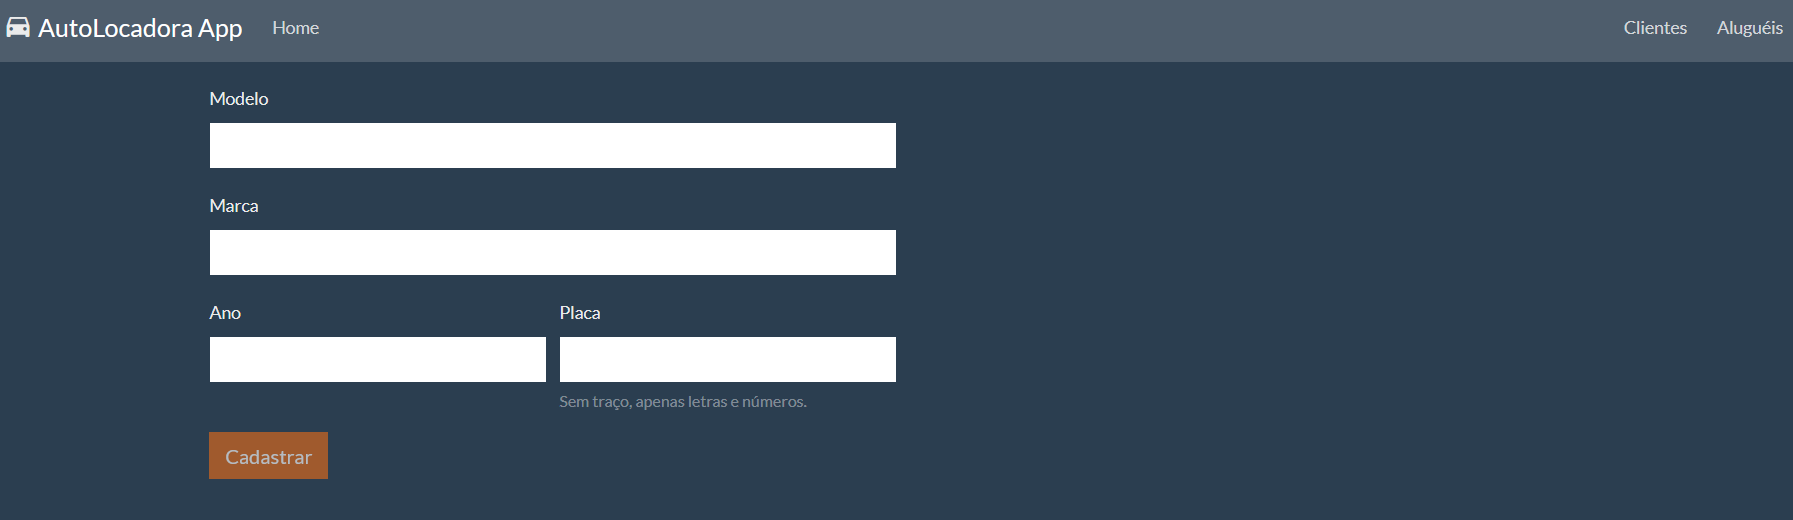 AutoLocadora App Home Clientes Aluguéis
Modelo
Marca
Ano Placa
Sem traço, apenas letras e números.
Cadastrar